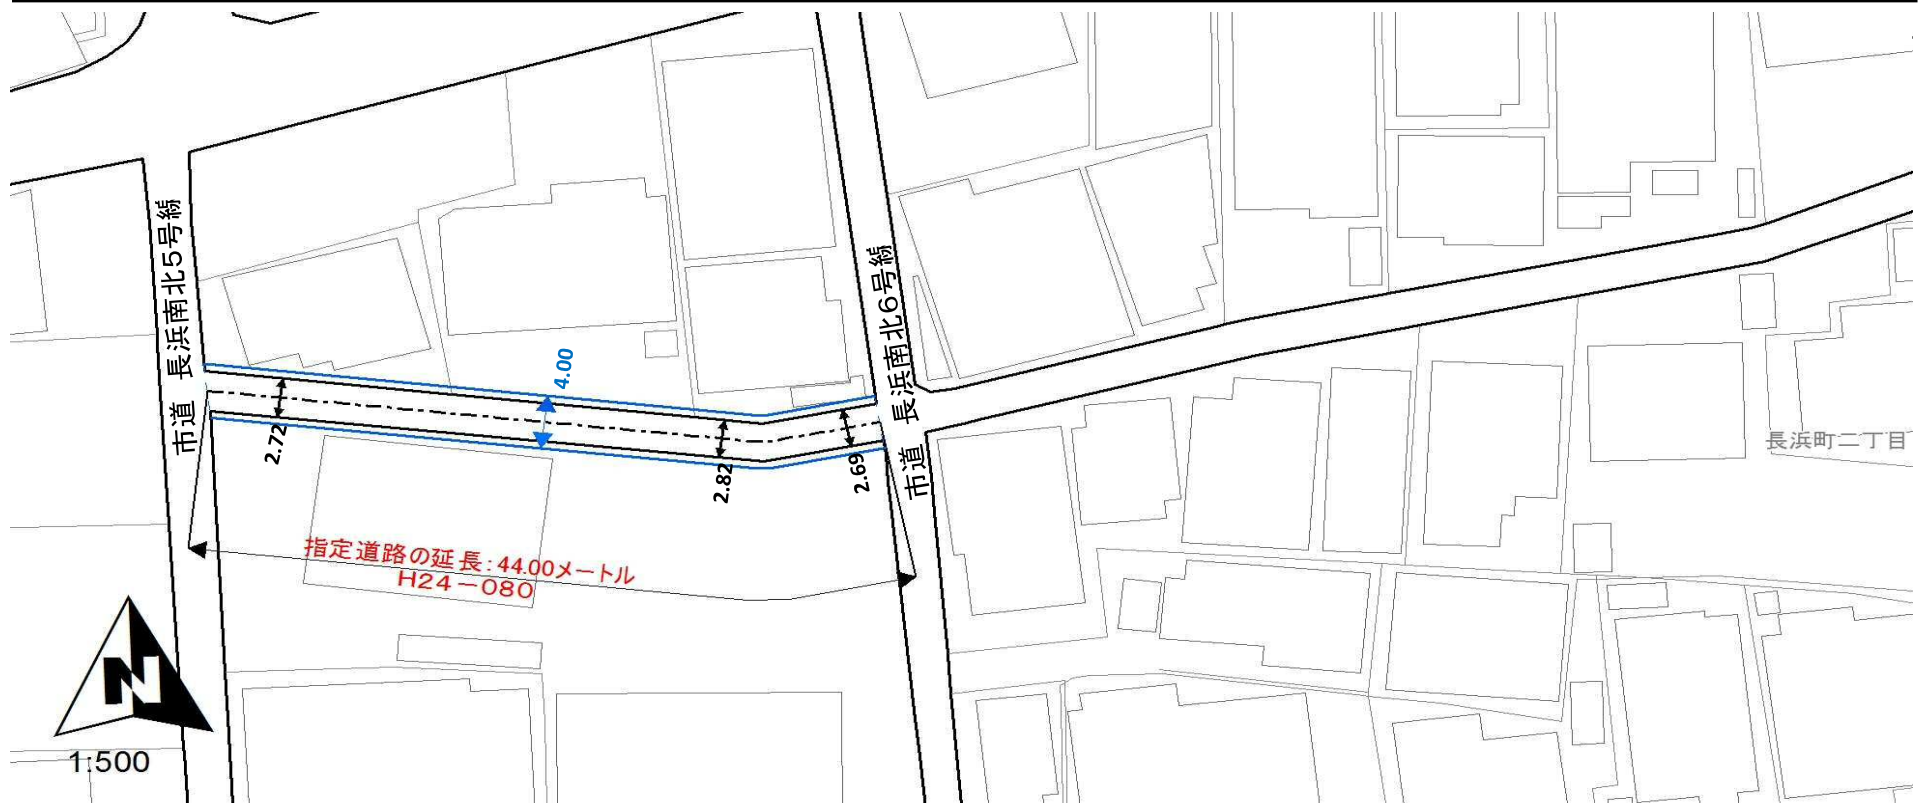 市道 長浜南北5号線
市道 長浜南北6号線
4.00
2.72
2.82
2.69
長浜町二丁目
指定道路の延長:44.00メートル
H24-080
N
1:500